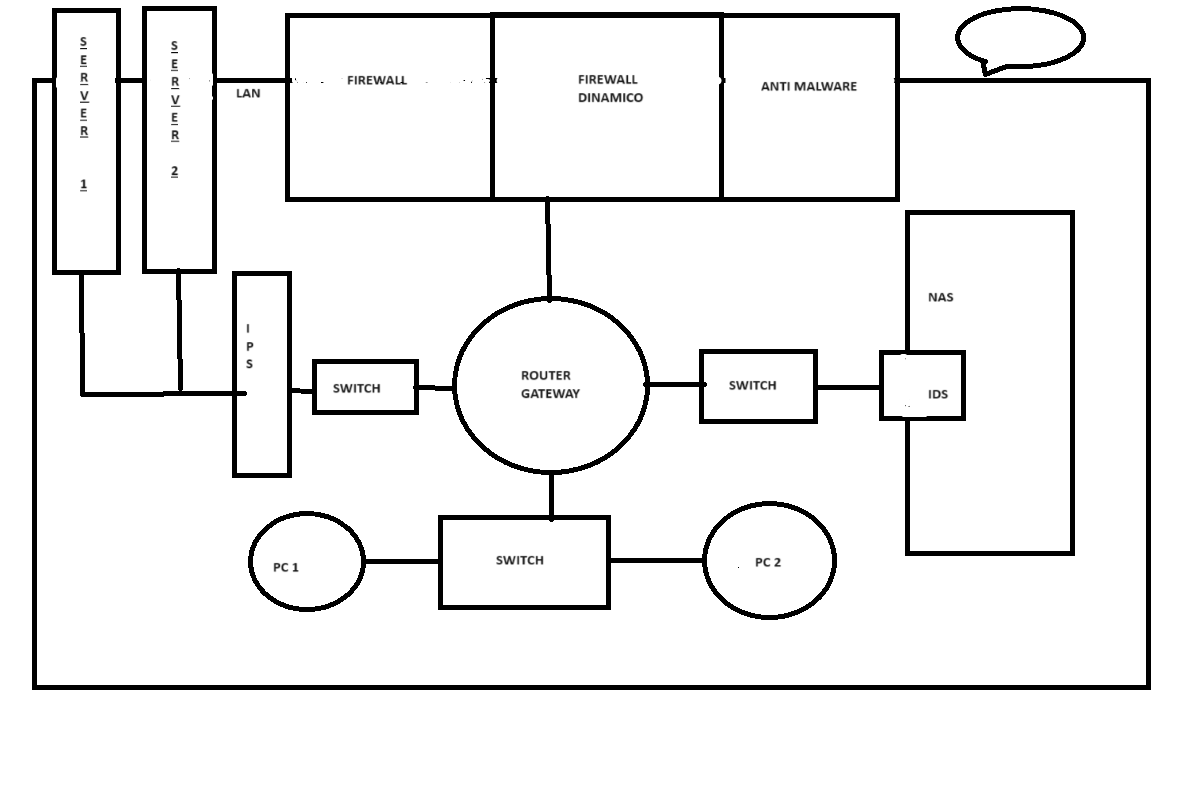 SERVER 1
SERVER 2
LAN
FIREWALL
FIREWALL
DINAMICO
ANTI MALWARE
NAS
IPS
SWITCH
ROUTER
GATEWAY
SWITCH
IDS
PC 1
SWITCH
PC 2